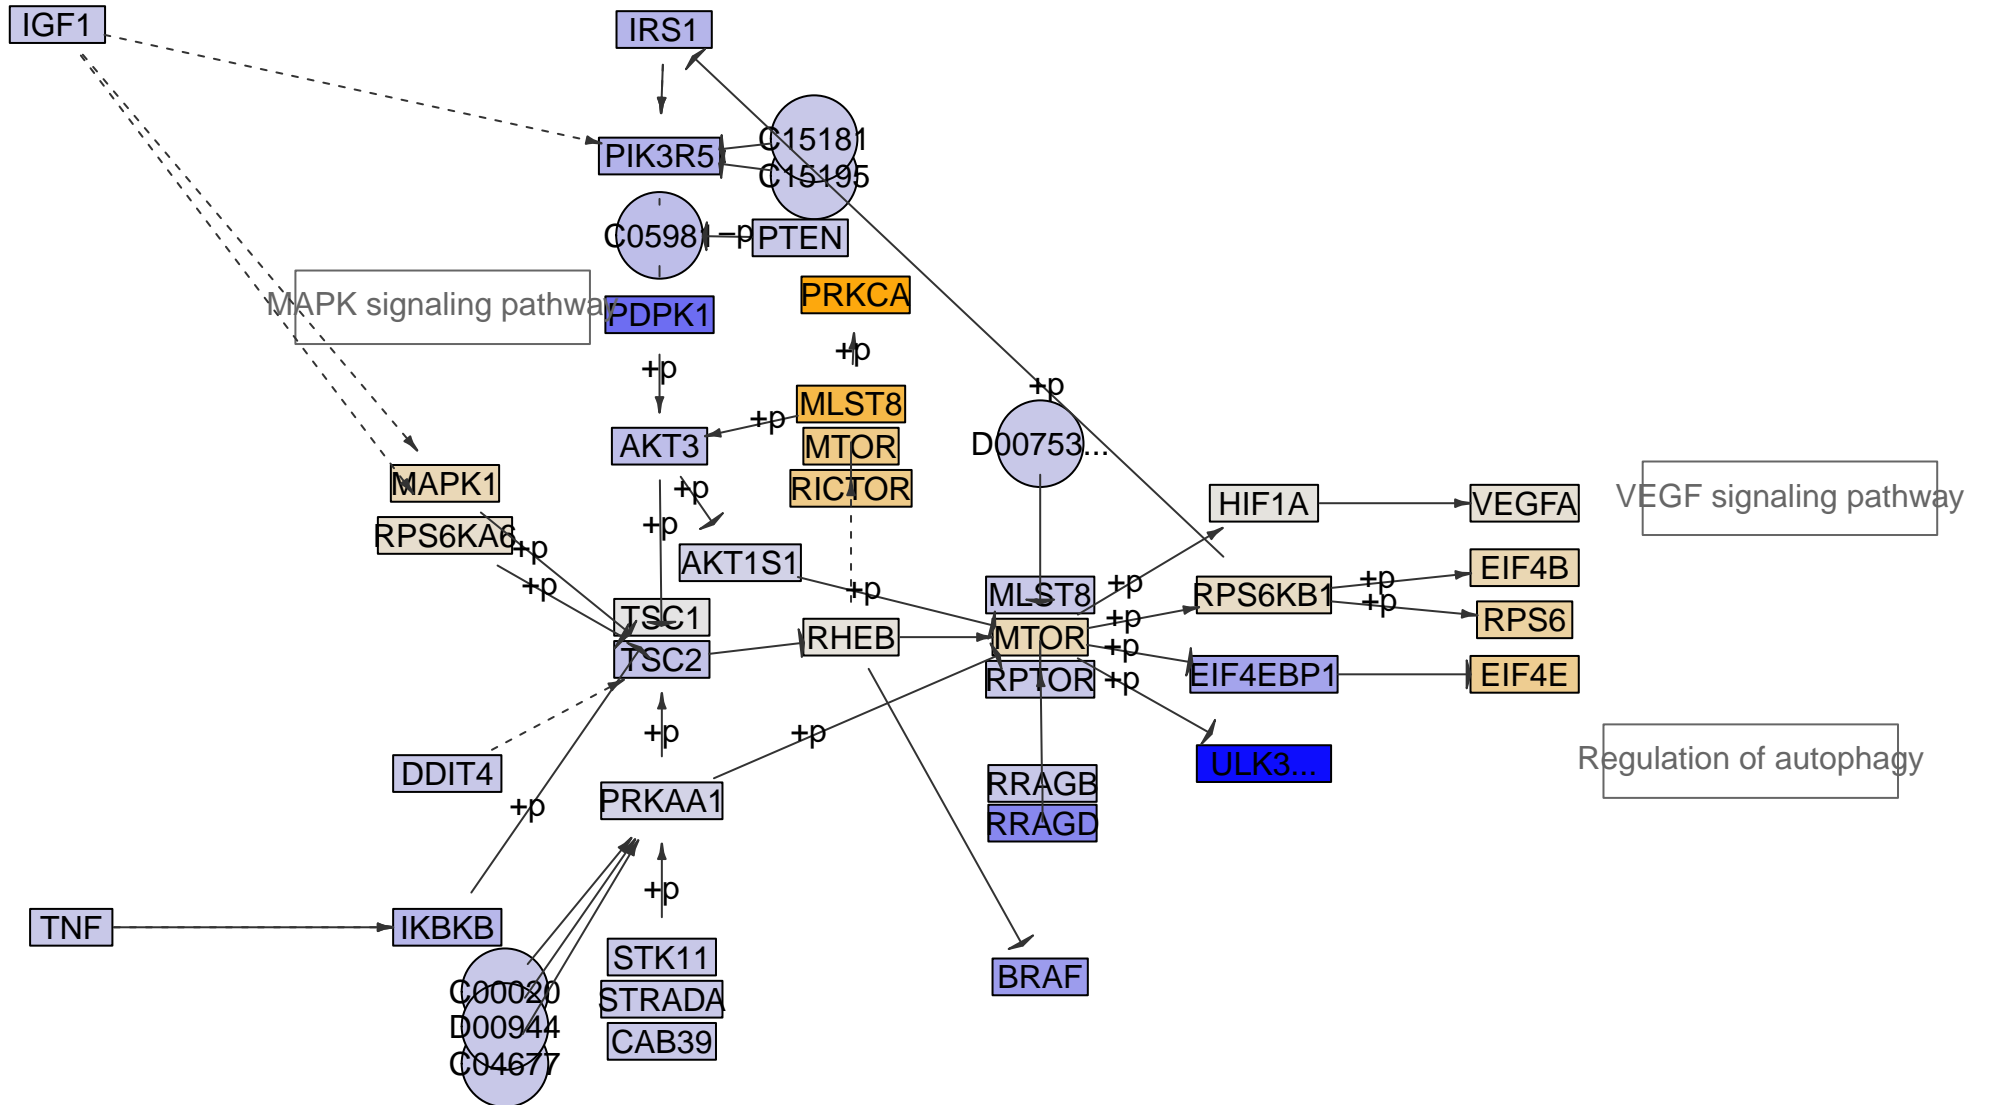 IGF1
IRS1
PIK3R5
C15181
C15195
C05981
−p
PTEN
MAPK signaling pathway
PDPK1
PRKCA
+p
+p
MLST8
+p
+p
AKT3
MTOR
D00753...
MAPK1
RICTOR
+p
HIF1A
VEGFA
VEGF signaling pathway
RPS6KA6
+p
+p
AKT1S1
EIF4B
+p
+p
+p
+p
MLST8
RPS6KB1
+p
TSC1
+p
RPS6
RHEB
MTOR
+p
TSC2
RPTOR
+p
EIF4EBP1
EIF4E
+p
+p
Regulation of autophagy
ULK3...
DDIT4
RRAGB
PRKAA1
+p
RRAGD
+p
TNF
IKBKB
STK11
BRAF
C00020
STRADA
D00944
CAB39
C04677